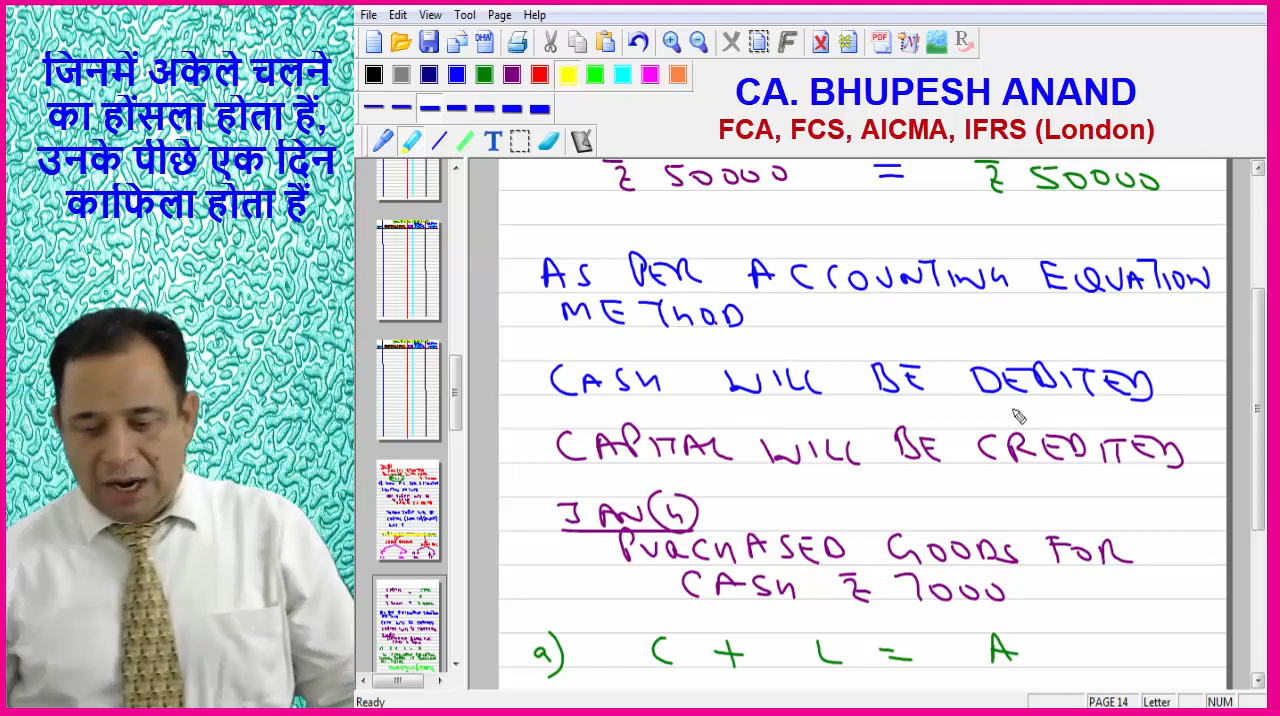 जिनमें अकेले चलने
का होंसला होता हैं,
उनके पीछे एक दिन
काफिला होता हैं
File Edit View Tool Page Help
CA. BHUPESH ANAND
FCA, FCS, AICMA, IFRS (London)
₹ 50000 = ₹ 50000
AS PER ACCOUNTING EQUATION
METHOD
CASH WILL BE DEBITED
CAPITAL WILL BE CREDITED
JAN(4)
PURCHASED GOODS FOR
CASH ₹ 7000
a) C + L = A
Ready PAGE 14 Letter NUM